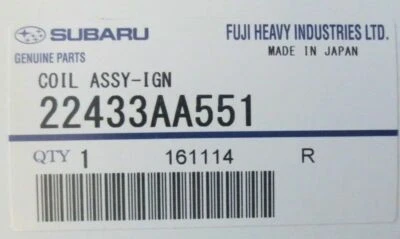 SUBARU FUJI HEAVY INDUSTRIES LTD.
GENUINE PARTS MADE IN JAPAN
COIL ASSY-IGN
22433AA551
QTY 1 161114 R